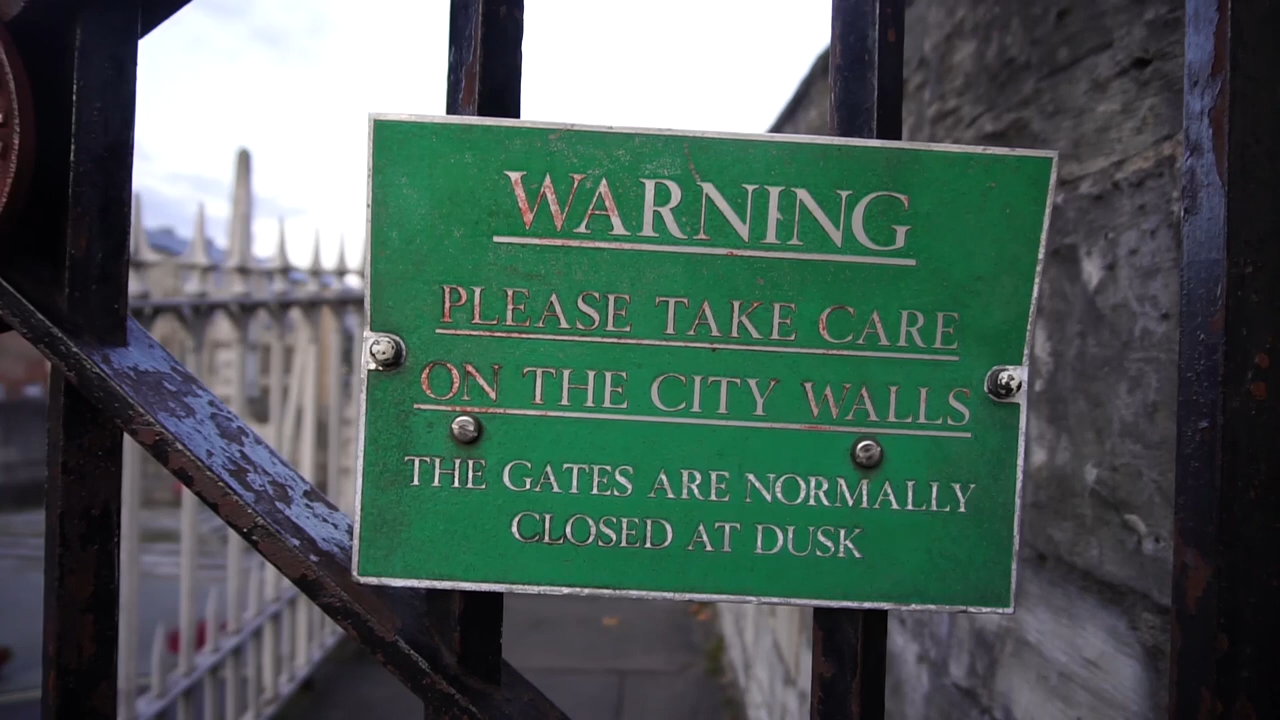 WARNING
PLEASE TAKE CARE
ON THE CITY WALLS
THE GATES ARE NORMALLY
CLOSED AT DUSK